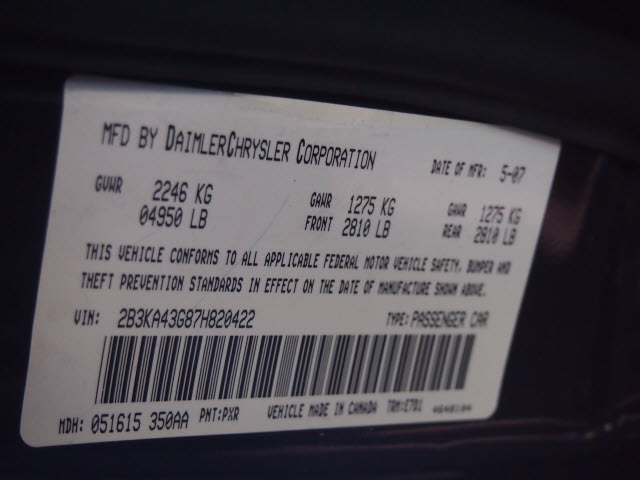 MFD BY DAIMLERCHRYSLER CORPORATION DATE OF MFR: 5-07
GVWR 2246 KG GAWR 1275 KG GAWR 1275 KG
04950 LB FRONT 2810 LB REAR 2810 LB
THIS VEHICLE CONFORMS TO ALL APPLICABLE FEDERAL MOTOR VEHICLE SAFETY, BUMPER AND
THEFT PREVENTION STANDARDS IN EFFECT ON THE DATE OF MANUFACTURE SHOWN ABOVE.
VIN: 2B3KA43G87H820422 TYPE: PASSENGER CAR
MDH: 051615 350AA PNT:PXR VEHICLE MADE IN CANADA TRM:E7D1